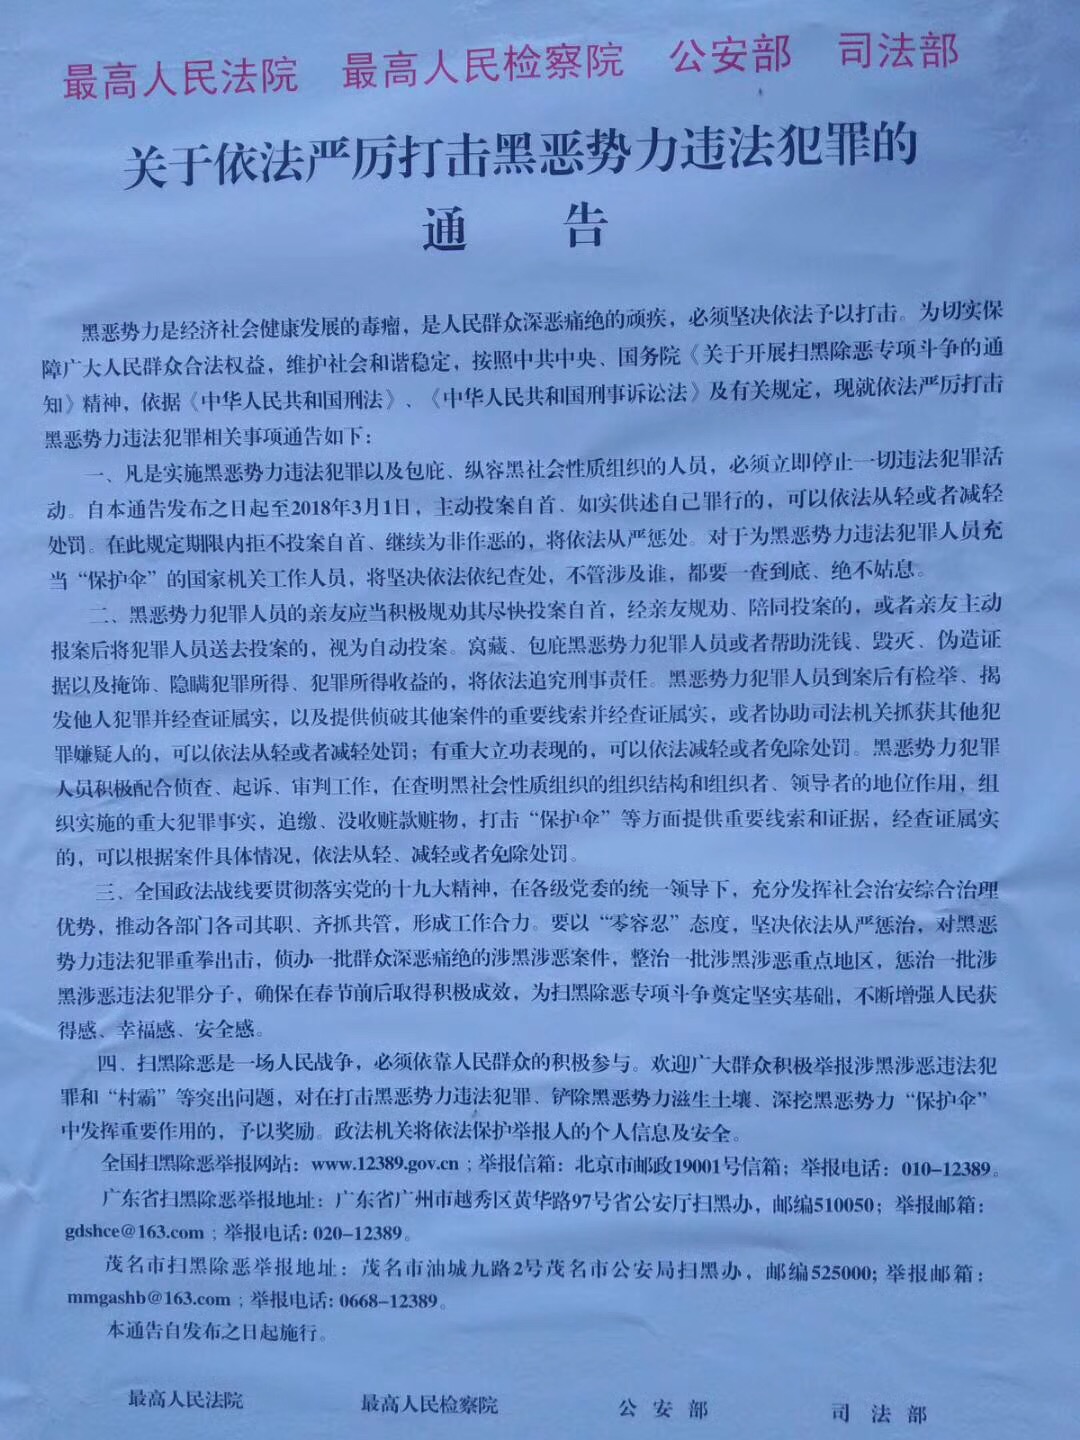 最高人民法院 最高人民检察院 公安部 司法部
关于依法严厉打击黑恶势力违法犯罪的
通 告
黑恶势力是经济社会健康发展的毒瘤，是人民群众深恶痛绝的顽疾，必须坚决依法予以打击。为切实保
障广大人民群众合法权益，维护社会和谐稳定，按照中共中央、国务院《关于开展扫黑除恶专项斗争的通
知》精神，依据《中华人民共和国刑法》、《中华人民共和国刑事诉讼法》及有关规定，现就依法严厉打击
黑恶势力违法犯罪相关事项通告如下：
一、凡是实施黑恶势力违法犯罪以及包庇、纵容黑社会性质组织的人员，必须立即停止一切违法犯罪活
动。自本通告发布之日起至2018年3月1日，主动投案自首、如实供述自己罪行的，可以依法从轻或者减轻
处罚。在此规定期限内拒不投案自首、继续为非作恶的，将依法从严惩处。对于为黑恶势力违法犯罪人员充
当“保护伞”的国家机关工作人员，将坚决依法依纪查处，不管涉及谁，都要一查到底、绝不姑息。
二、黑恶势力犯罪人员的亲友应当积极规劝其尽快投案自首，经亲友规劝、陪同投案的，或者亲友主动
报案后将犯罪人员送去投案的，视为自动投案。窝藏、包庇黑恶势力犯罪人员或者帮助洗钱、毁灭、伪造证
据以及掩饰、隐瞒犯罪所得、犯罪所得收益的，将依法追究刑事责任。黑恶势力犯罪人员到案后有检举、揭
发他人犯罪并经查证属实，以及提供侦破其他案件的重要线索并经查证属实，或者协助司法机关抓获其他犯
罪嫌疑人的，可以依法从轻或者减轻处罚；有重大立功表现的，可以依法减轻或者免除处罚。黑恶势力犯罪
人员积极配合侦查、起诉、审判工作，在查明黑社会性质组织的组织结构和组织者、领导者的地位作用，组
织实施的重大犯罪事实，追缴、没收赃款赃物，打击“保护伞”等方面提供重要线索和证据，经查证属实
的，可以根据案件具体情况，依法从轻、减轻或者免除处罚。
三、全国政法战线要贯彻落实党的十九大精神，在各级党委的统一领导下，充分发挥社会治安综合治理
优势，推动各部门各司其职、齐抓共管，形成工作合力。要以“零容忍”态度，坚决依法从严惩治，对黑恶
势力违法犯罪重拳出击，侦办一批群众深恶痛绝的涉黑涉恶案件，整治一批涉黑涉恶重点地区，惩治一批涉
黑涉恶违法犯罪分子，确保在春节前后取得积极成效，为扫黑除恶专项斗争奠定坚实基础，不断增强人民获
得感、幸福感、安全感。
四、扫黑除恶是一场人民战争，必须依靠人民群众的积极参与。欢迎广大群众积极举报涉黑涉恶违法犯
罪和“村霸”等突出问题，对在打击黑恶势力违法犯罪、铲除黑恶势力滋生土壤、深挖黑恶势力“保护伞”
中发挥重要作用的，予以奖励。政法机关将依法保护举报人的个人信息及安全。
全国扫黑除恶举报网站：www.12389.gov.cn；举报信箱：北京市邮政19001号信箱；举报电话：010-12389。
广东省扫黑除恶举报地址：广东省广州市越秀区黄华路97号省公安厅扫黑办，邮编510050；举报邮箱：
gdshce@163.com；举报电话：020-12389。
茂名市扫黑除恶举报地址：茂名市油城九路2号茂名市公安局扫黑办，邮编525000；举报邮箱：
mmgashb@163.com；举报电话：0668-12389。
本通告自发布之日起施行。
最高人民法院 最高人民检察院 公 安 部 司 法 部